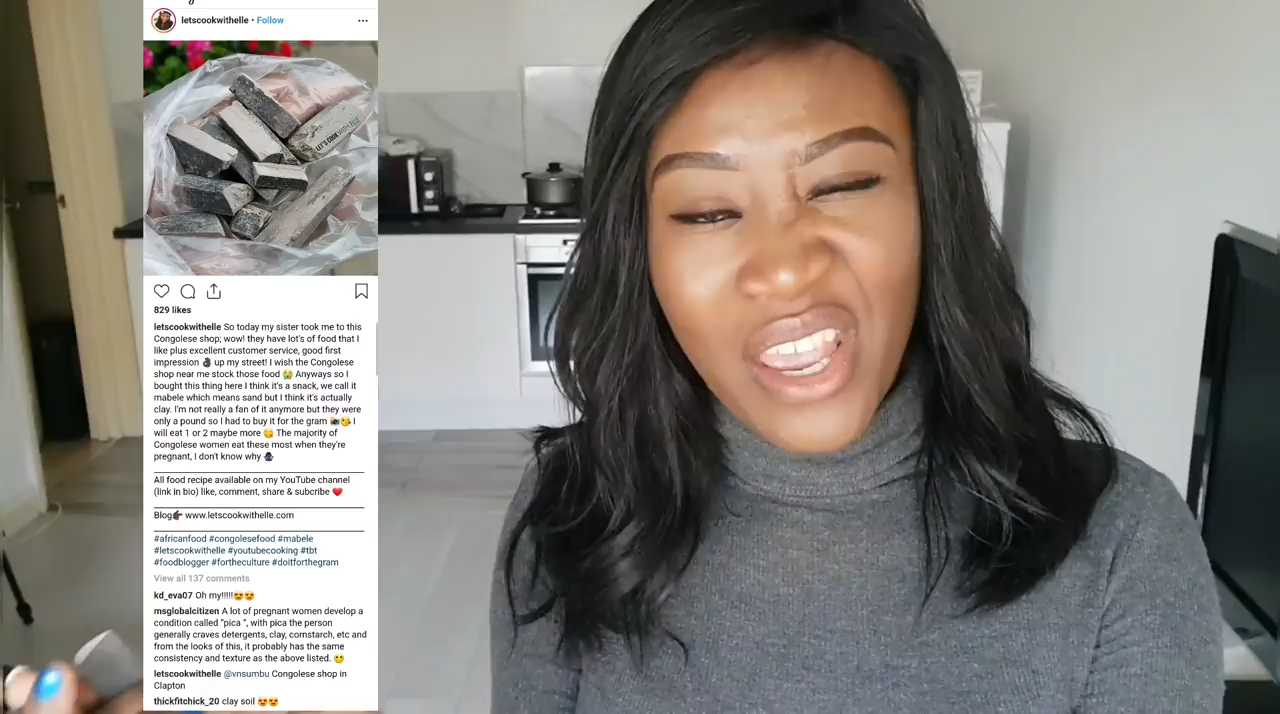 letscookwithelle • Follow
LET'S COOK WITH ELLE
829 likes
letscookwithelle So today my sister took me to this
Congolese shop; wow! they have lot's of food that I
like plus excellent customer service, good first
impression 👌🏿 up my street! I wish the Congolese
shop near me stock those food 😭 Anyways so I
bought this thing here I think it's a snack, we call it
mabele which means sand but I think it's actually
clay. I'm not really a fan of it anymore but they were
only a pound so I had to buy it for the gram 📸😘 I
will eat 1 or 2 maybe more 😋 The majority of
Congolese women eat these most when they're
pregnant, I don't know why 🤷🏿‍♀️
All food recipe available on my YouTube channel
(link in bio) like, comment, share & subcribe ❤️
Blog👉🏿 www.letscookwithelle.com
#africanfood #congolesefood #mabele
#letscookwithelle #youtubecooking #tbt
#foodblogger #fortheculture #doitforthegram
View all 137 comments
kd_eva07 Oh my!!!!!😍😍
msglobalcitizen A lot of pregnant women develop a
condition called "pica ", with pica the person
generally craves detergents, clay, cornstarch, etc and
from the looks of this, it probably has the same
consistency and texture as the above listed. 😬
letscookwithelle @vnsumbu Congolese shop in
Clapton
thickfitchick_20 clay soil 😍😍